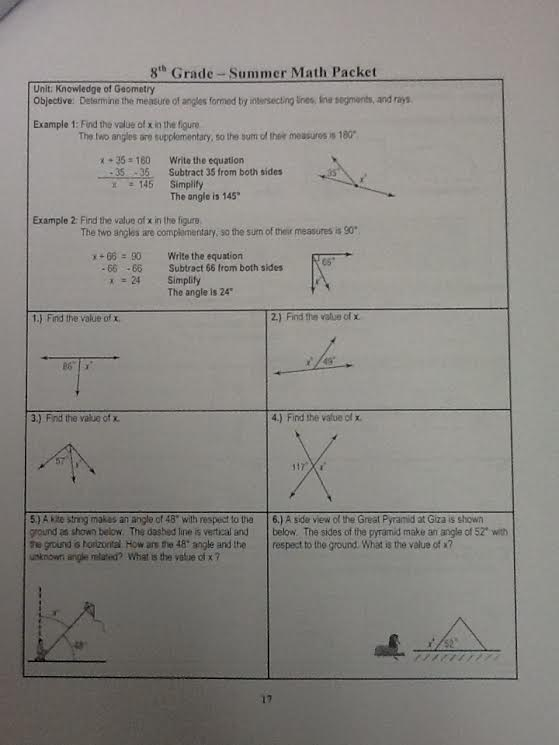 8th Grade – Summer Math Packet
Unit: Knowledge of Geometry
Objective: Determine the measure of angles formed by intersecting lines, line segments, and rays.
Example 1: Find the value of x in the figure.
The two angles are supplementary, so the sum of their measures is 180°.
x + 35 = 180 Write the equation
- 35 - 35 Subtract 35 from both sides
x = 145 Simplify
The angle is 145°
35° x°
Example 2: Find the value of x in the figure.
The two angles are complementary, so the sum of their measures is 90°.
x + 66 = 90 Write the equation
- 66 -66 Subtract 66 from both sides
x = 24 Simplify
The angle is 24°
66°
x°
1.) Find the value of x.
86° x°
2.) Find the value of x.
x° 49°
3.) Find the value of x.
57° x°
4.) Find the value of x.
117° x°
5.) A kite string makes an angle of 48° with respect to the
ground as shown below. The dashed line is vertical and
the ground is horizontal. How are the 48° angle and the
unknown angle related? What is the value of x ?
x°
48°
6.) A side view of the Great Pyramid at Giza is shown
below. The sides of the pyramid make an angle of 52° with
respect to the ground. What is the value of x?
x° 52°
17